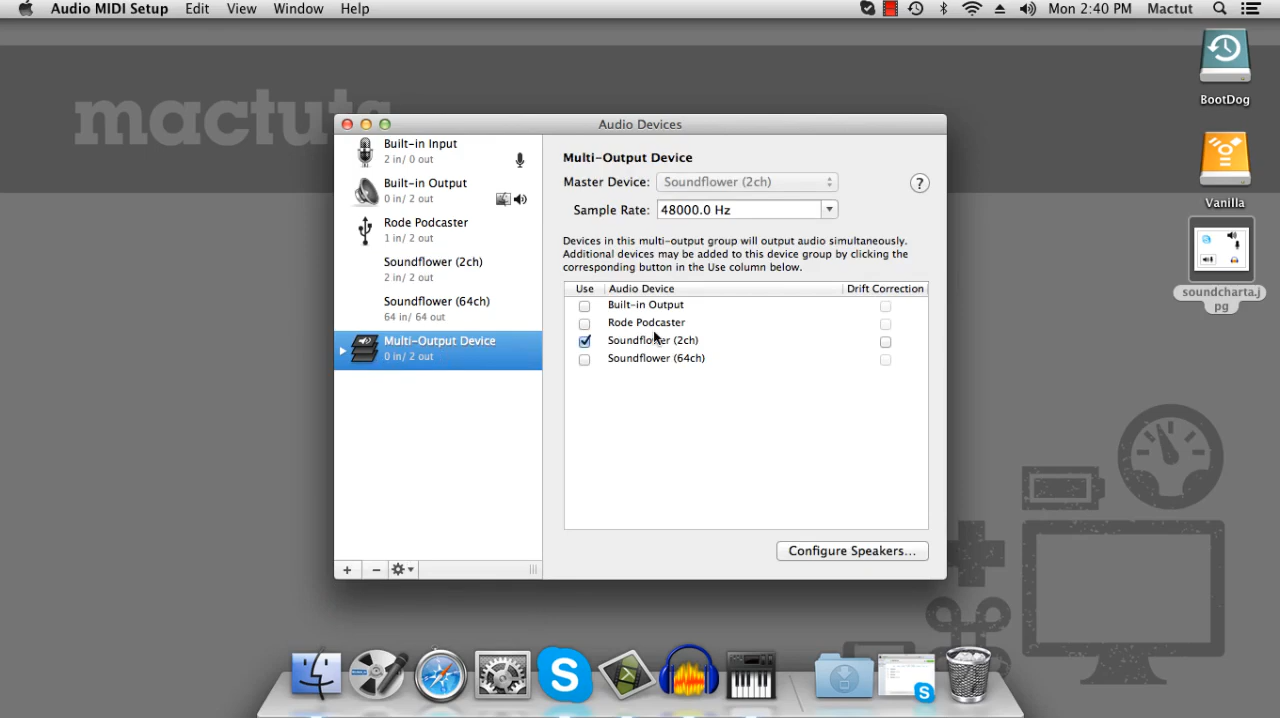 Audio MIDI Setup Edit View Window Help Mon 2:40 PM Mactut
mactuts
BootDog
Vanilla
soundcharta.j
pg
Audio Devices
Built-in Input
2 in/ 0 out
Built-in Output
0 in/ 2 out
Rode Podcaster
1 in/ 2 out
Soundflower (2ch)
2 in/ 2 out
Soundflower (64ch)
64 in/ 64 out
Multi-Output Device
0 in/ 2 out
Multi-Output Device
Master Device: Soundflower (2ch)
?
Sample Rate: 48000.0 Hz
Devices in this multi-output group will output audio simultaneously.
Additional devices may be added to this device group by clicking the
corresponding button in the Use column below.
Use Audio Device Drift Correction
Built-in Output
Rode Podcaster
Soundflower (2ch)
Soundflower (64ch)
Configure Speakers...
+ −